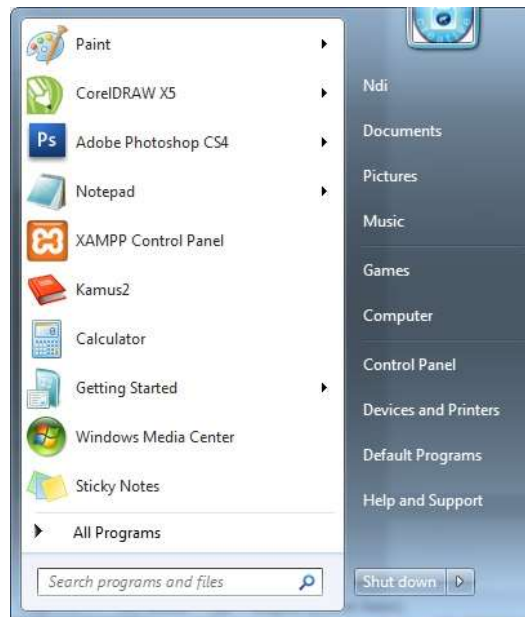 Paint
CorelDRAW X5
Ps
Adobe Photoshop CS4
Notepad
XAMPP Control Panel
Kamus2
Calculator
Getting Started
Windows Media Center
Sticky Notes
All Programs
Search programs and files
Ndi
Documents
Pictures
Music
Games
Computer
Control Panel
Devices and Printers
Default Programs
Help and Support
Shut down